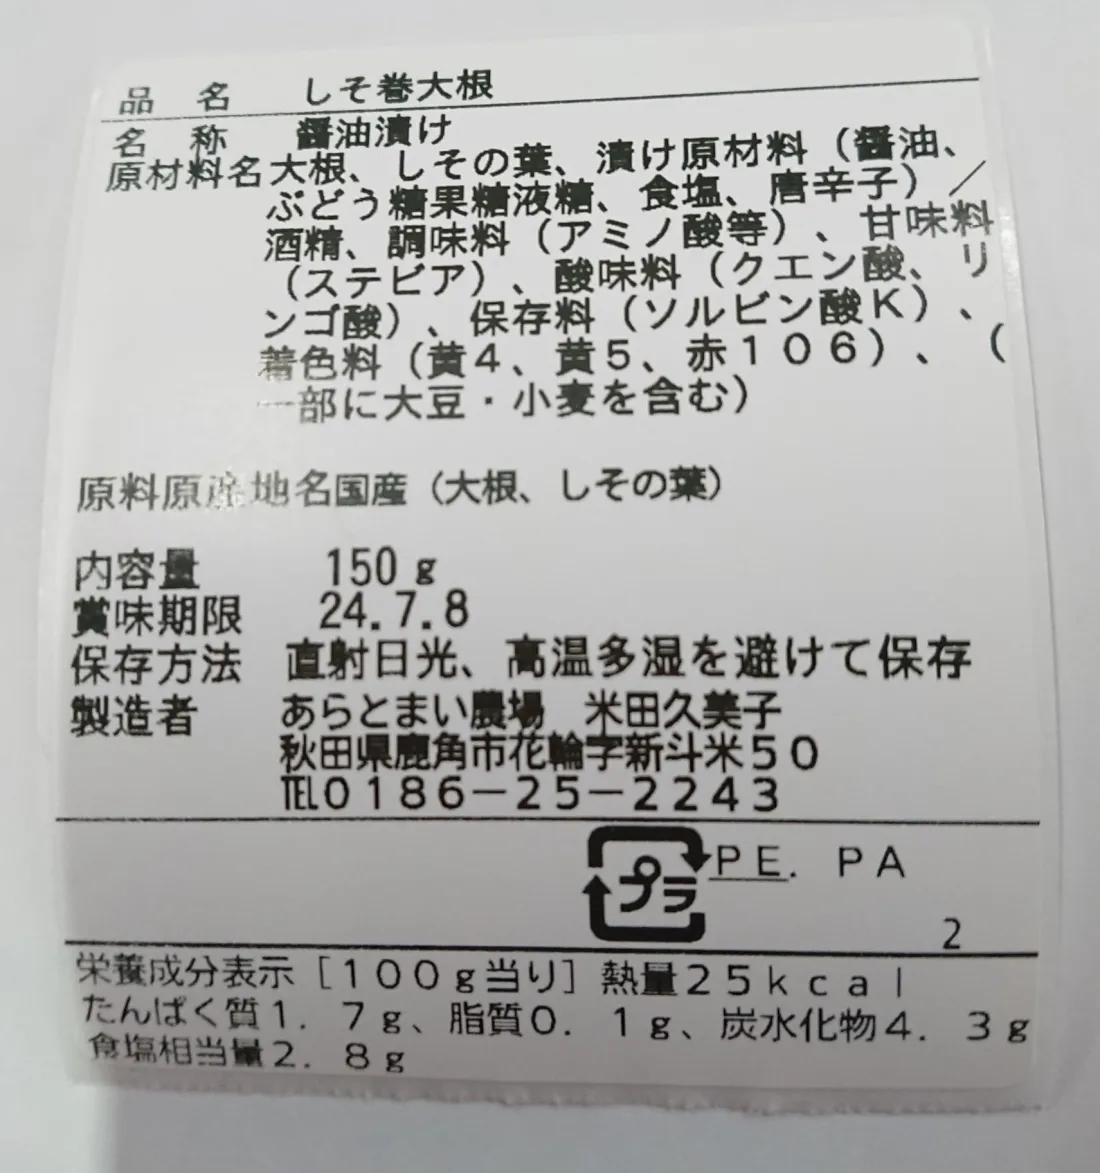 品　名　しそ巻大根
名　称　醤油漬け
原材料名大根、しその葉、漬け原材料（醤油、
ぶどう糖果糖液糖、食塩、唐辛子）／
酒精、調味料（アミノ酸等）、甘味料
（ステビア）、酸味料（クエン酸、リ
ンゴ酸）、保存料（ソルビン酸Ｋ）、
着色料（黄４、黄５、赤１０６）、（
一部に大豆・小麦を含む）
原料原産地名国産（大根、しその葉）
内容量　150ｇ
賞味期限　24.7.8
保存方法　直射日光、高温多湿を避けて保存
製造者　あらとまい農場　米田久美子
秋田県鹿角市花輪字新斗米５０
℡０１８６－２５－２２４３
プラ　ＰＥ．ＰＡ
２
栄養成分表示［１００ｇ当り］熱量２５ｋｃａｌ
たんぱく質１．７ｇ、脂質０．１ｇ、炭水化物４．３ｇ
食塩相当量２．８ｇ